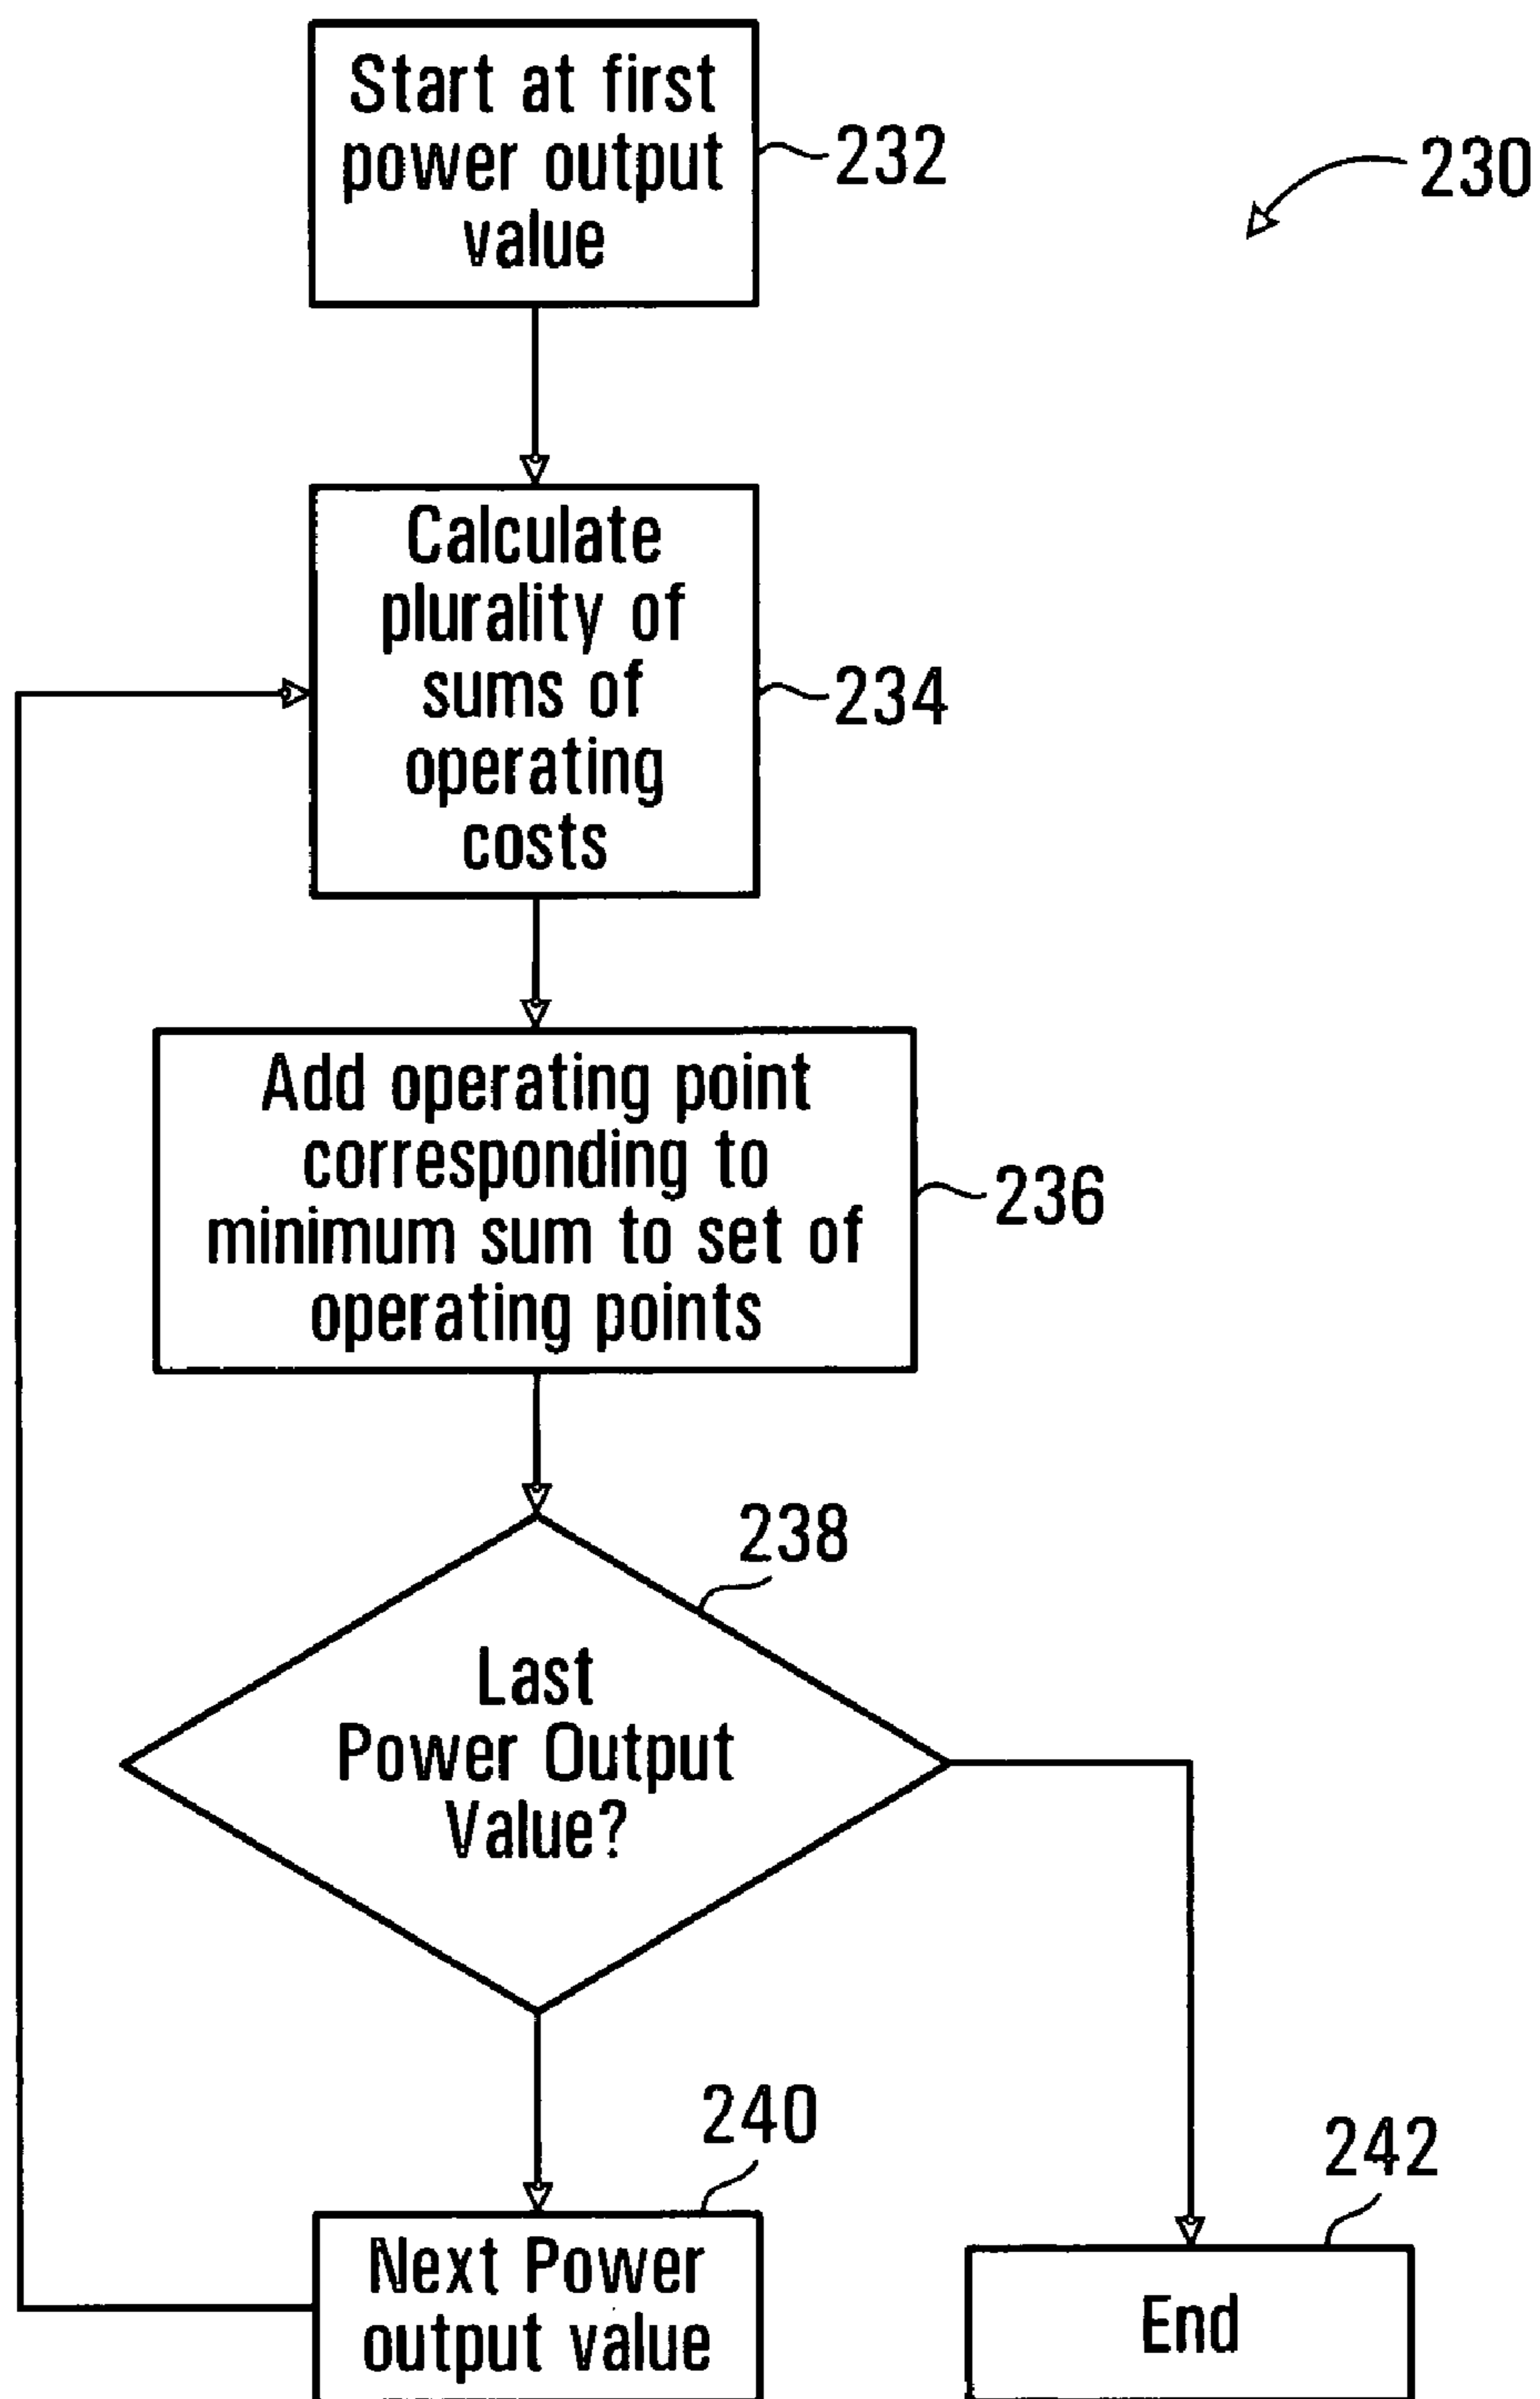 Start at first
power output
value
232
230
Calculate
plurality of
sums of
operating
costs
234
Add operating point
corresponding to
minimum sum to set of
operating points
236
238
Last
Power Output
Value?
240
Next Power
output value
242
End